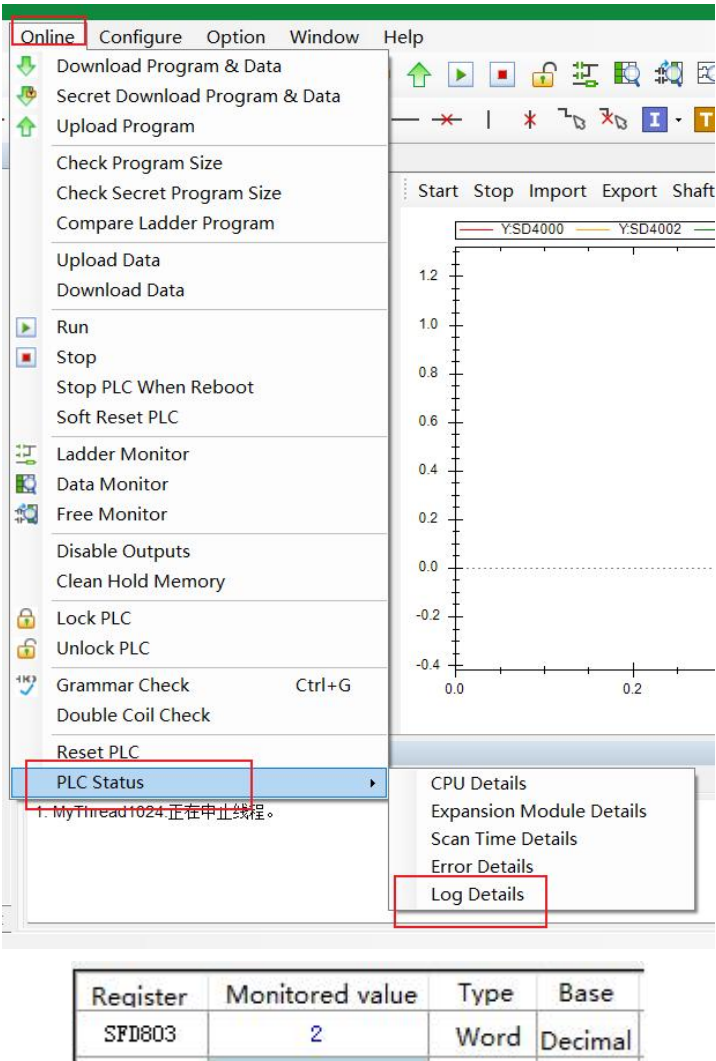 Online Configure Option Window Help
Download Program & Data
Secret Download Program & Data
Upload Program
Check Program Size
Check Secret Program Size
Compare Ladder Program
Upload Data
Download Data
Run
Stop
Stop PLC When Reboot
Soft Reset PLC
Ladder Monitor
Data Monitor
Free Monitor
Disable Outputs
Clean Hold Memory
Lock PLC
Unlock PLC
Grammar Check Ctrl+G
Double Coil Check
Reset PLC
PLC Status
I T
Start Stop Import Export Shaft
Y:SD4000 Y:SD4002
1.2
1.0
0.8
0.6
0.4
0.2
0.0
-0.2
-0.4
0.0 0.2
CPU Details
Expansion Module Details
Scan Time Details
Error Details
Log Details
1. MyThread1024:正在中止线程。
Register Monitored value Type Base
SFD803 2 Word Decimal